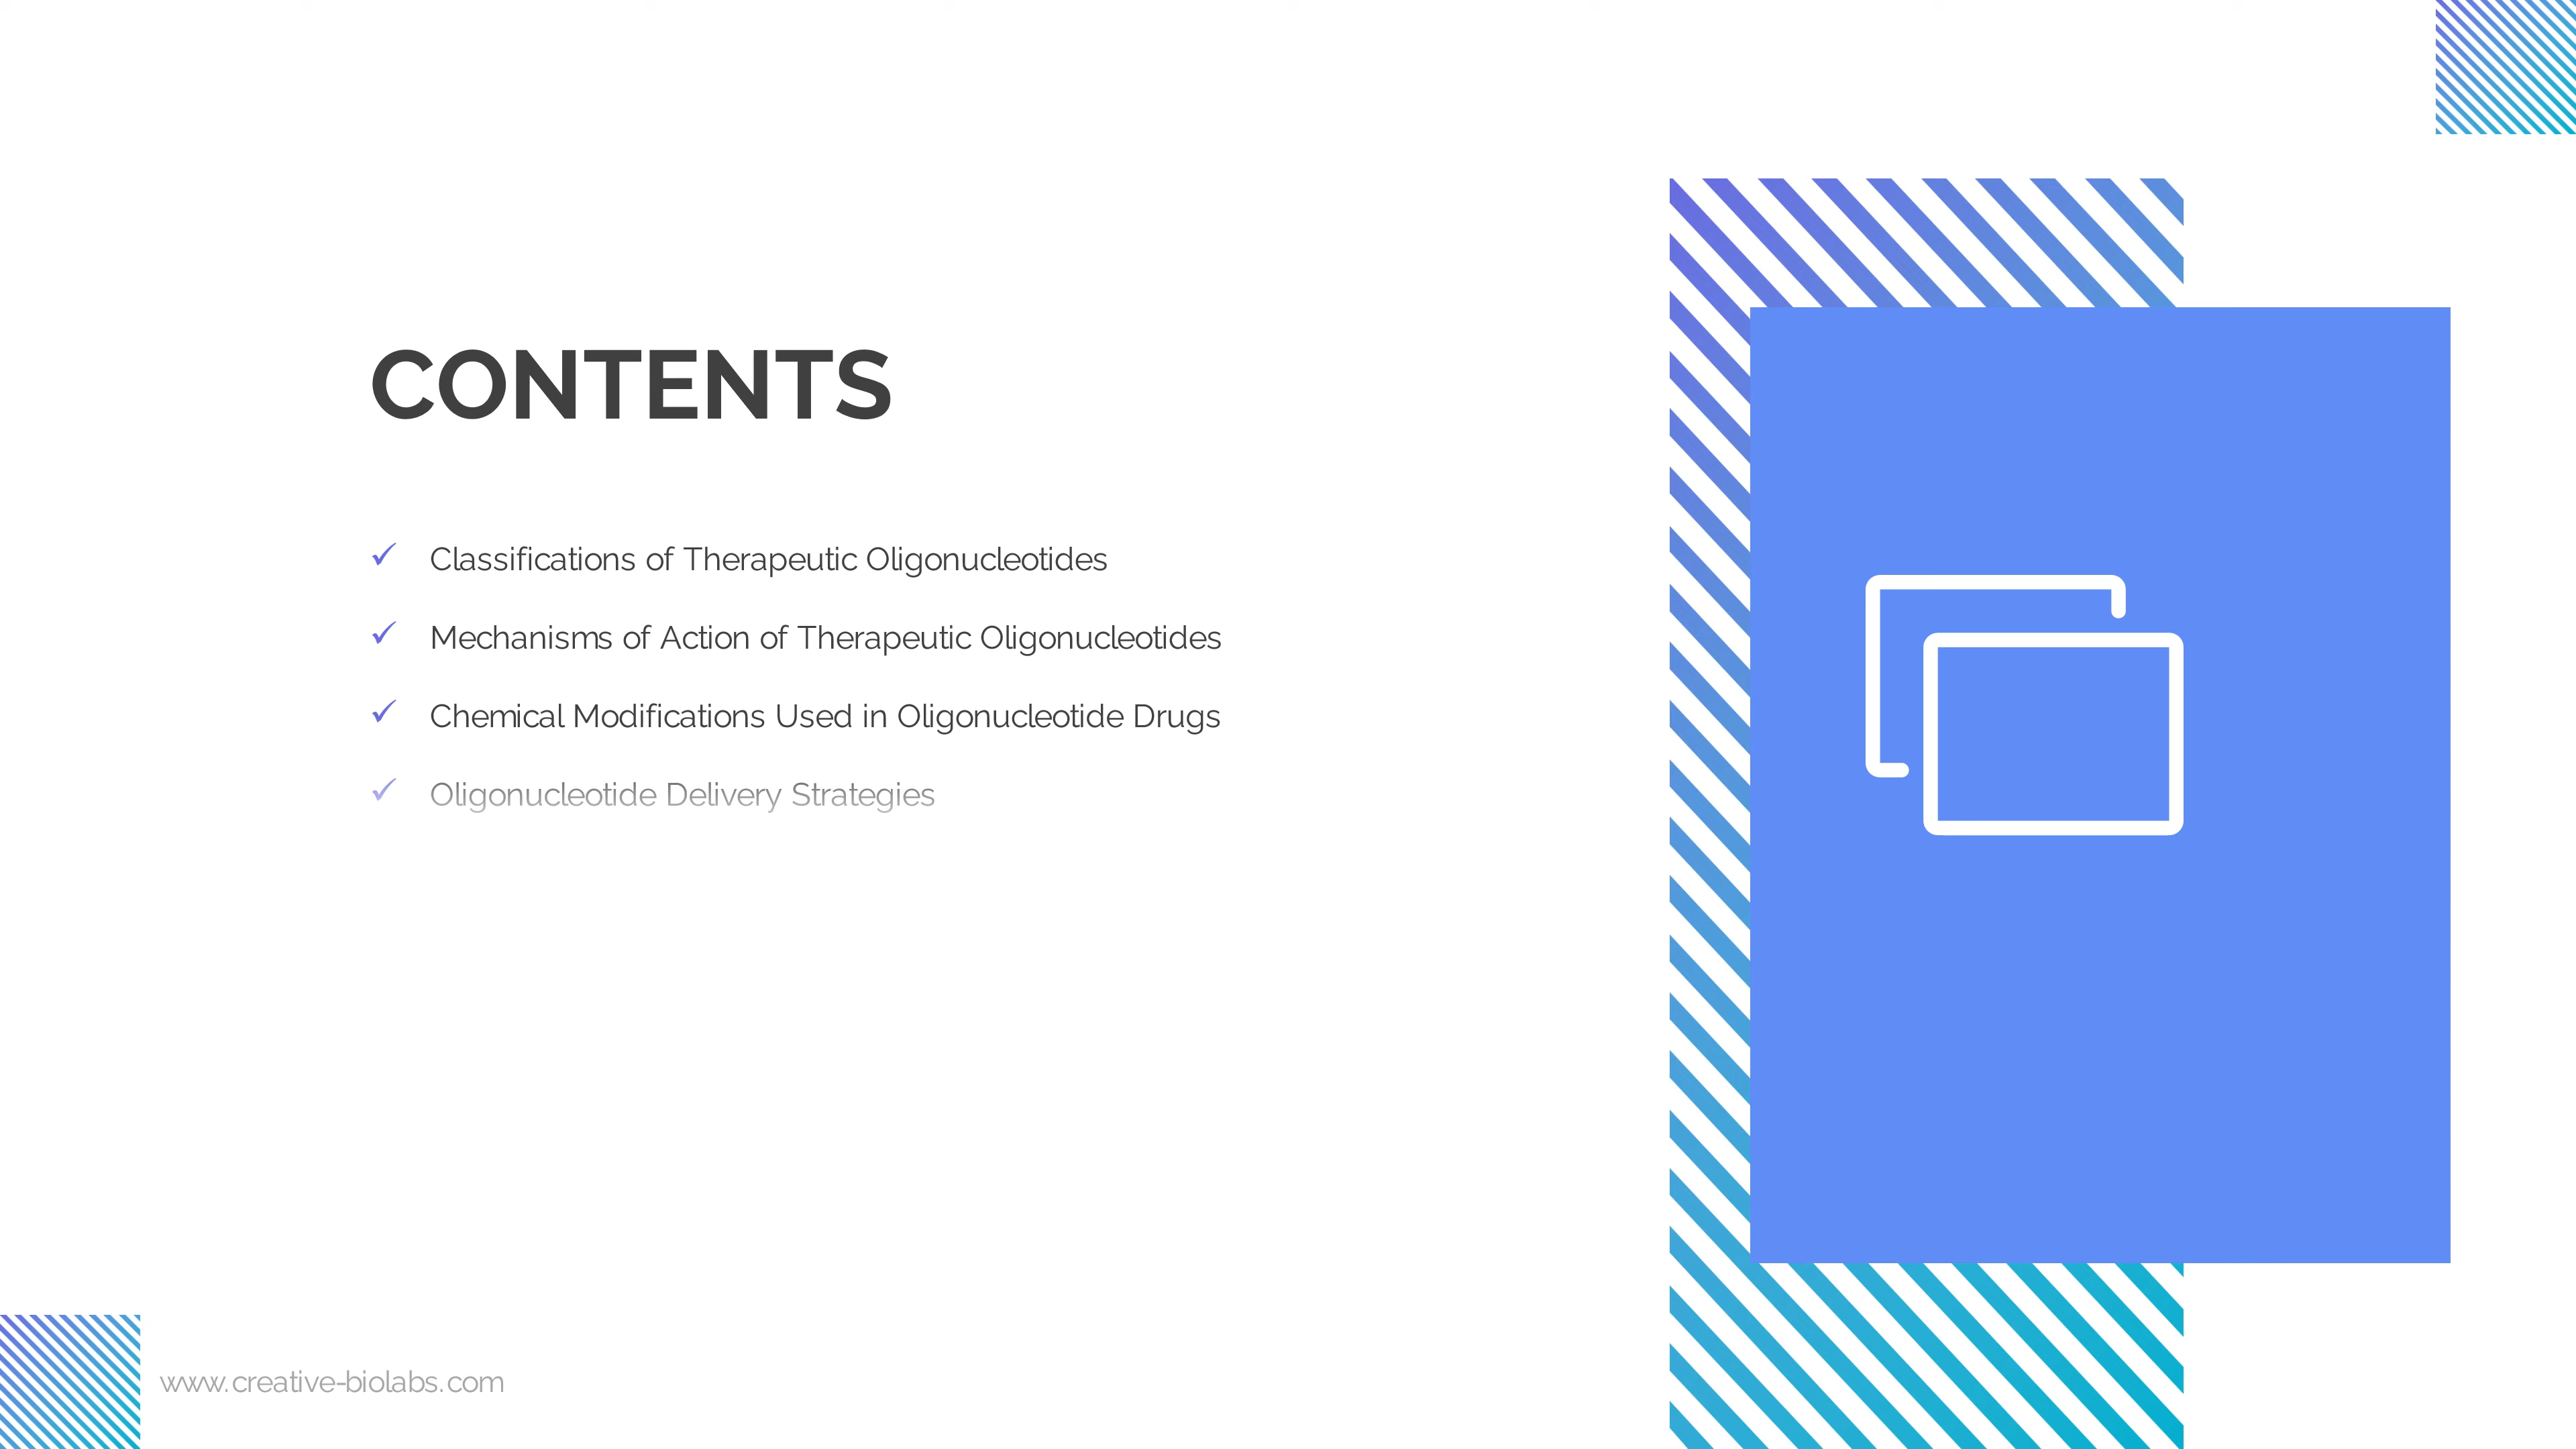 CONTENTS
Classifications of Therapeutic Oligonucleotides
Mechanisms of Action of Therapeutic Oligonucleotides
Chemical Modifications Used in Oligonucleotide Drugs
Oligonucleotide Delivery Strategies
www.creative-biolabs.com